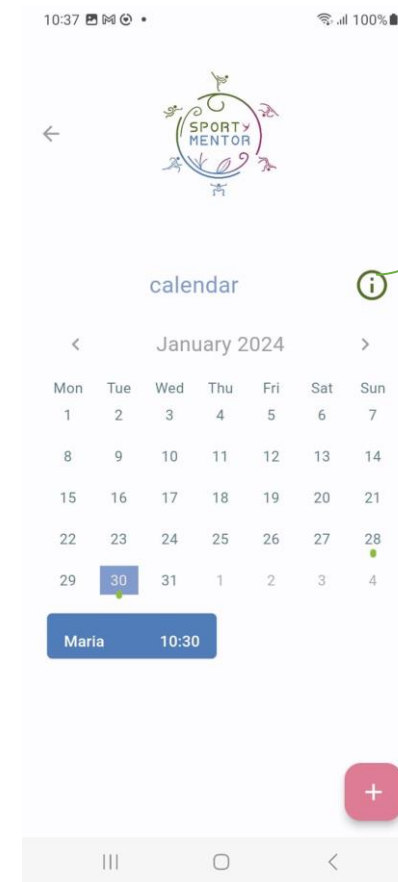 10:37 100%
SPORTY
MENTOR
calendar
January 2024
Mon Tue Wed Thu Fri Sat Sun
1 2 3 4 5 6 7
8 9 10 11 12 13 14
15 16 17 18 19 20 21
22 23 24 25 26 27 28
29 30 31 1 2 3 4
Maria 10:30